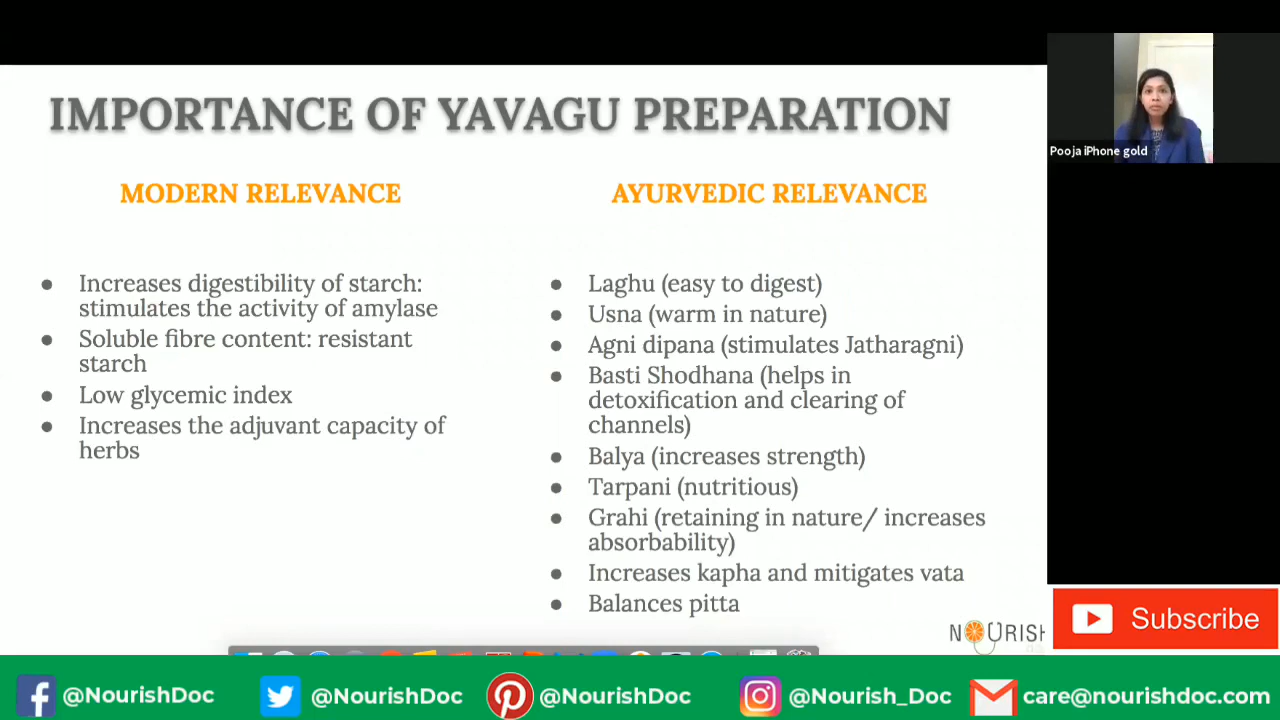 IMPORTANCE OF YAVAGU PREPARATION
MODERN RELEVANCE
Increases digestibility of starch:
stimulates the activity of amylase
Soluble fibre content: resistant
starch
Low glycemic index
Increases the adjuvant capacity of
herbs
AYURVEDIC RELEVANCE
Laghu (easy to digest)
Usna (warm in nature)
Agni dipana (stimulates Jatharagni)
Basti Shodhana (helps in
detoxification and clearing of
channels)
Balya (increases strength)
Tarpani (nutritious)
Grahi (retaining in nature/ increases
absorbability)
Increases kapha and mitigates vata
Balances pitta
Pooja iPhone gold
NOURISH
Subscribe
@NourishDoc
@NourishDoc
@NourishDoc
@Nourish_Doc
care@nourishdoc.com